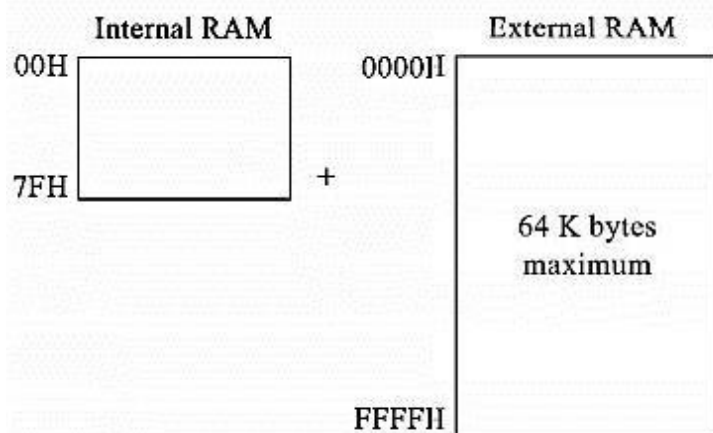 Internal RAM
External RAM
00H
0000H
7FH
+
64 K bytes
maximum
FFFFH